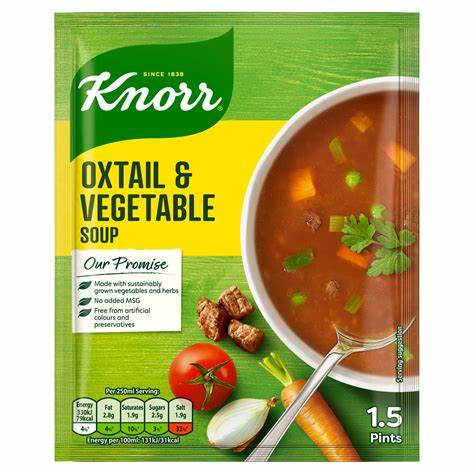 SINCE 1838
Knorr®
OXTAIL &
VEGETABLE
SOUP
Our Promise
Made with sustainably
grown vegetables and herbs
No added MSG
Free from artificial
colours and
preservatives
Per 250ml Serving:
Energy
330kJ
79kcal
4%*
Fat
2.8g
4%*
Saturates
1.9g
10%*
Sugars
2.5g
3%*
Salt
1.9g
32%*
Energy per 100ml: 131kJ/31kcal
Serving suggestion
1.5
Pints